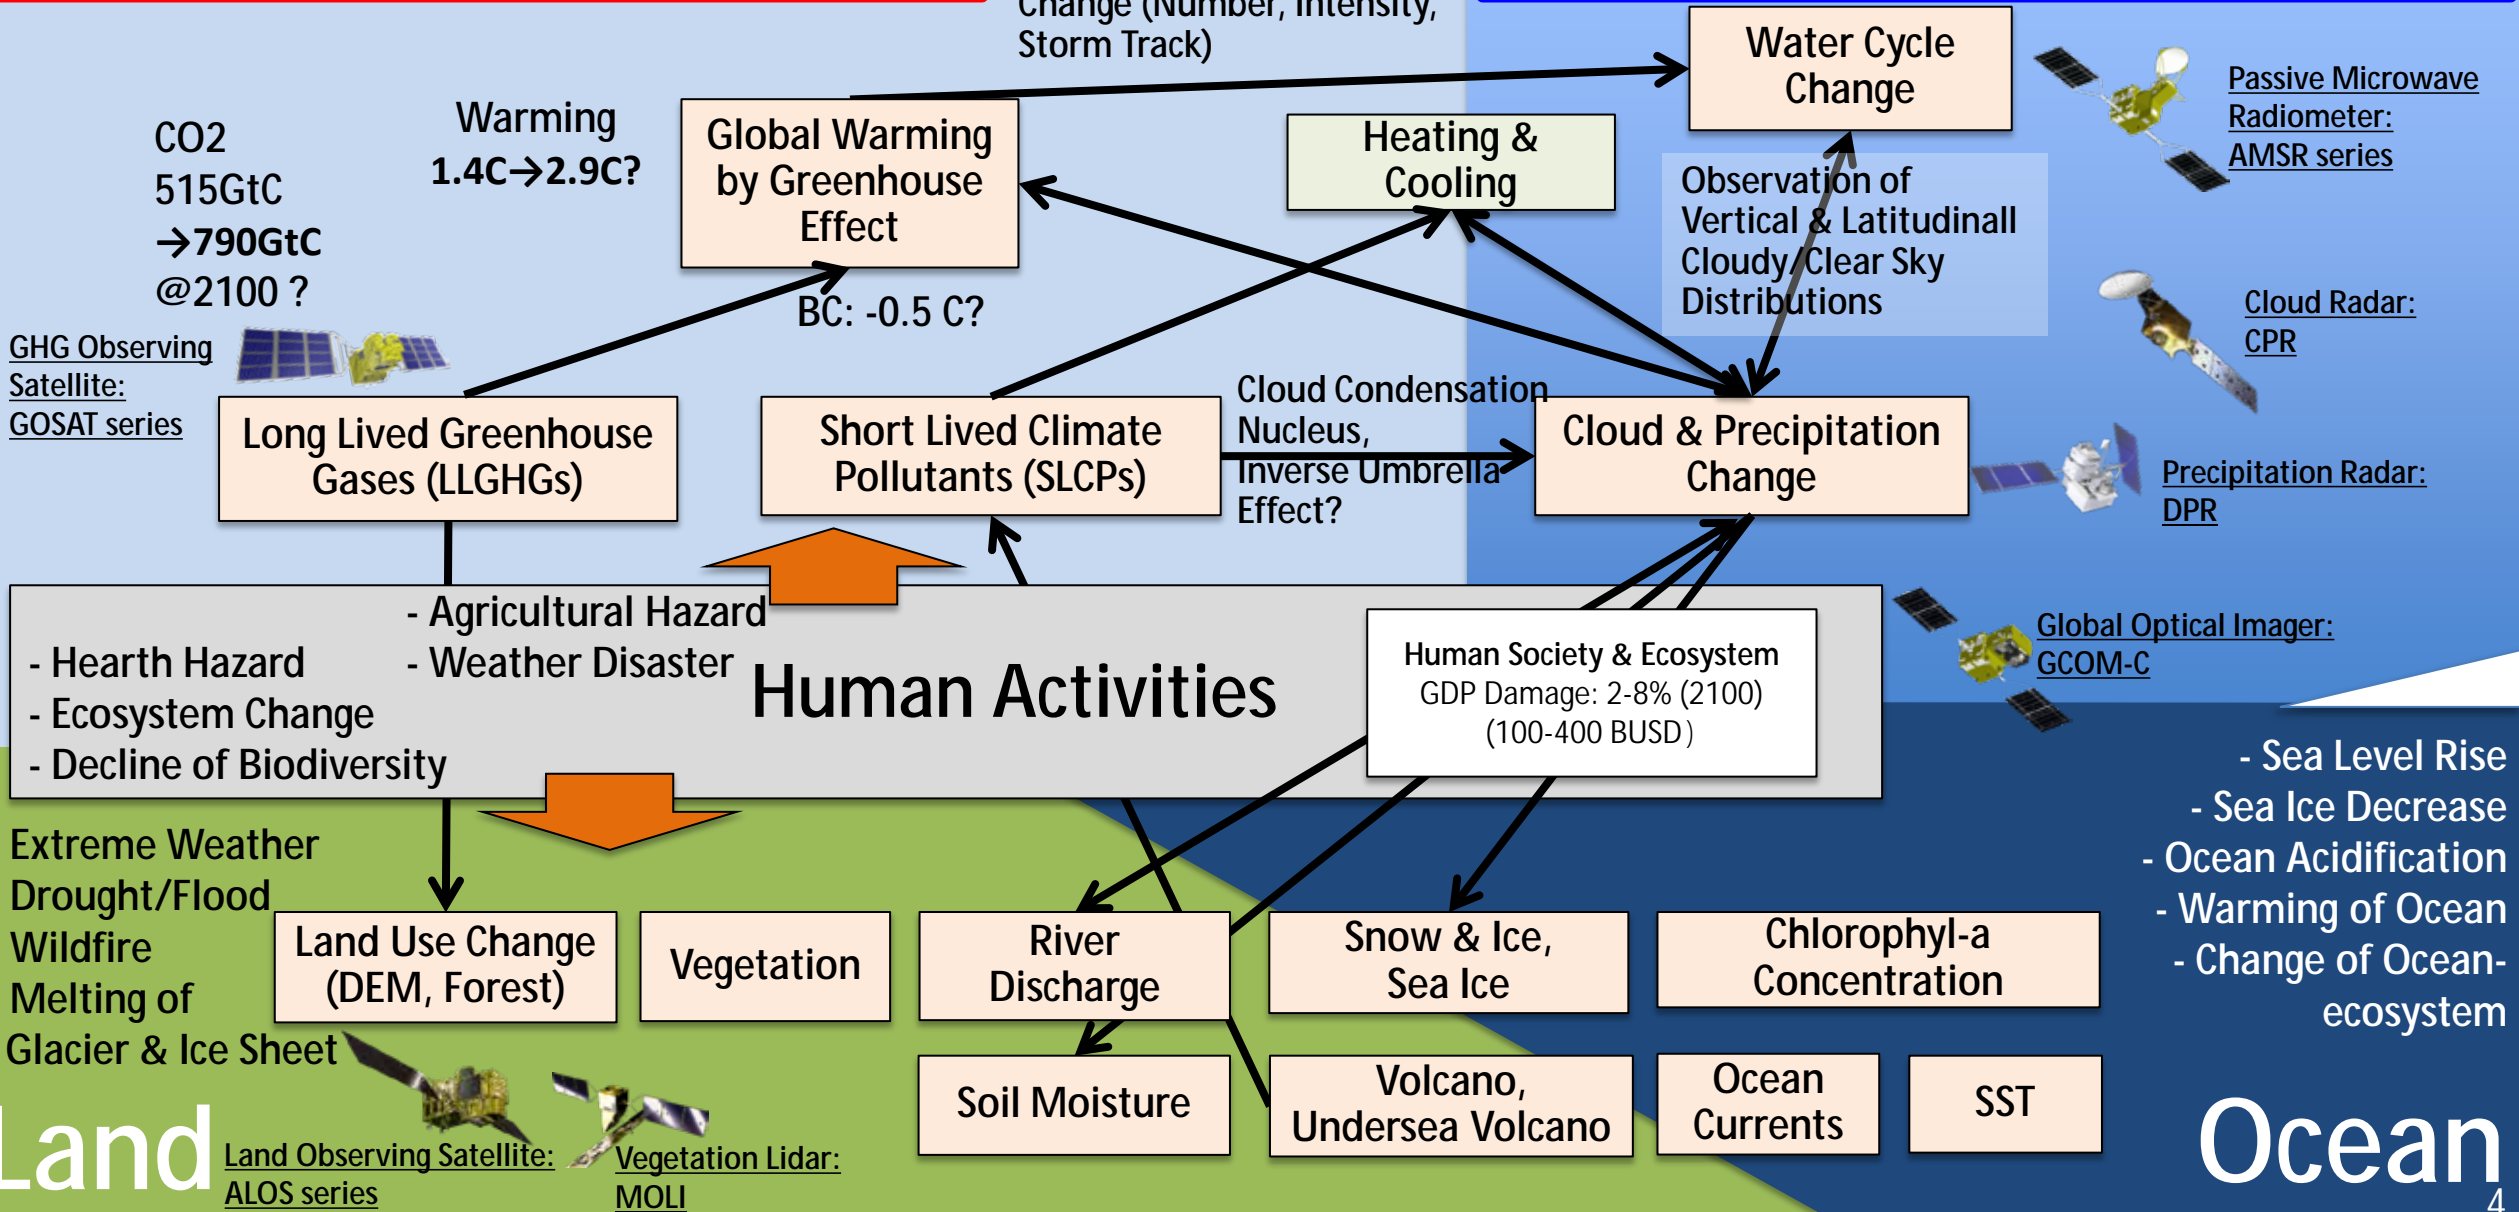 Change (Number, Intensity,
Storm Track)
Water Cycle
Change
Passive Microwave
Radiometer:
AMSR series
CO2
515GtC
→790GtC
@2100 ?
Warming
1.4C→2.9C?
Global Warming
by Greenhouse
Effect
Heating &
Cooling
Observation of
Vertical & Latitudinall
Cloudy/Clear Sky
Distributions
BC: -0.5 C?
Cloud Radar:
CPR
GHG Observing
Satellite:
GOSAT series
Long Lived Greenhouse
Gases (LLGHGs)
Short Lived Climate
Pollutants (SLCPs)
Cloud Condensation
Nucleus,
Inverse Umbrella
Effect?
Cloud & Precipitation
Change
Precipitation Radar:
DPR
- Agricultural Hazard
- Weather Disaster
- Hearth Hazard
- Ecosystem Change
- Decline of Biodiversity
Human Activities
Human Society & Ecosystem
GDP Damage: 2-8% (2100)
(100-400 BUSD)
Global Optical Imager:
GCOM-C
- Sea Level Rise
- Sea Ice Decrease
- Ocean Acidification
- Warming of Ocean
- Change of Ocean-
ecosystem
Extreme Weather
Drought/Flood
Wildfire
Melting of
Glacier & Ice Sheet
Land Use Change
(DEM, Forest)
Vegetation
River
Discharge
Snow & Ice,
Sea Ice
Chlorophyl-a
Concentration
Soil Moisture
Volcano,
Undersea Volcano
Ocean
Currents
SST
Land
Land Observing Satellite:
ALOS series
Vegetation Lidar:
MOLI
Ocean
4